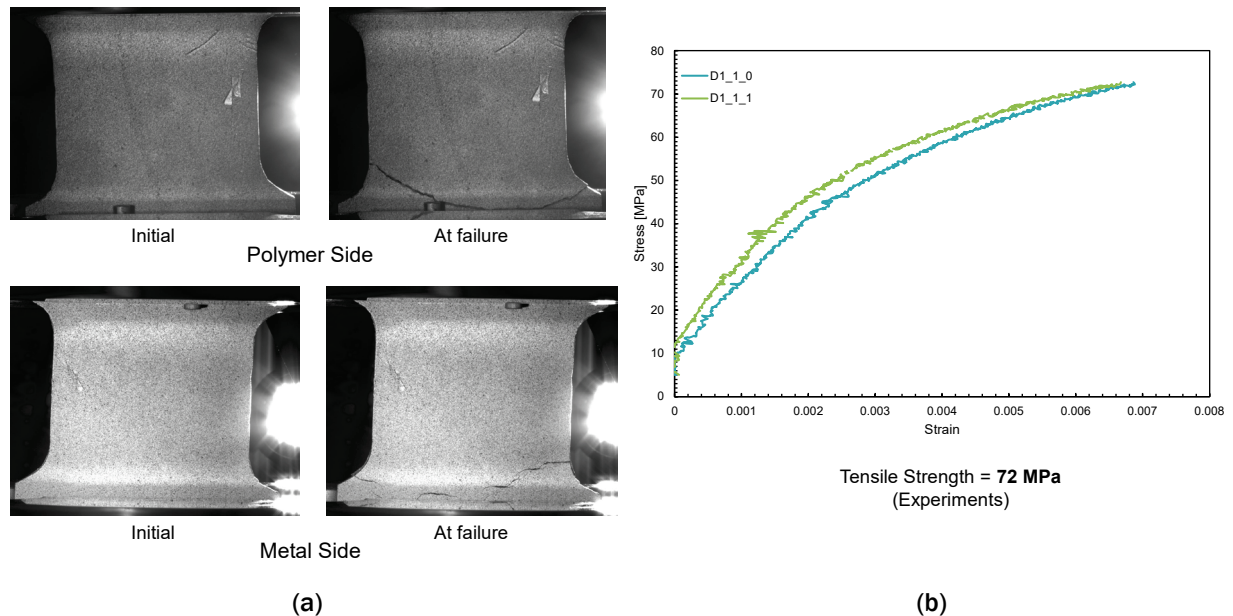 Initial
At failure
Polymer Side
Initial
At failure
Metal Side
(a)
80
70
60
50
40
30
20
10
0
Stress [MPa]
D1_1_0
D1_1_1
0
0.001
0.002
0.003
0.004
0.005
0.006
0.007
0.008
Strain
Tensile Strength = 72 MPa
(Experiments)
(b)